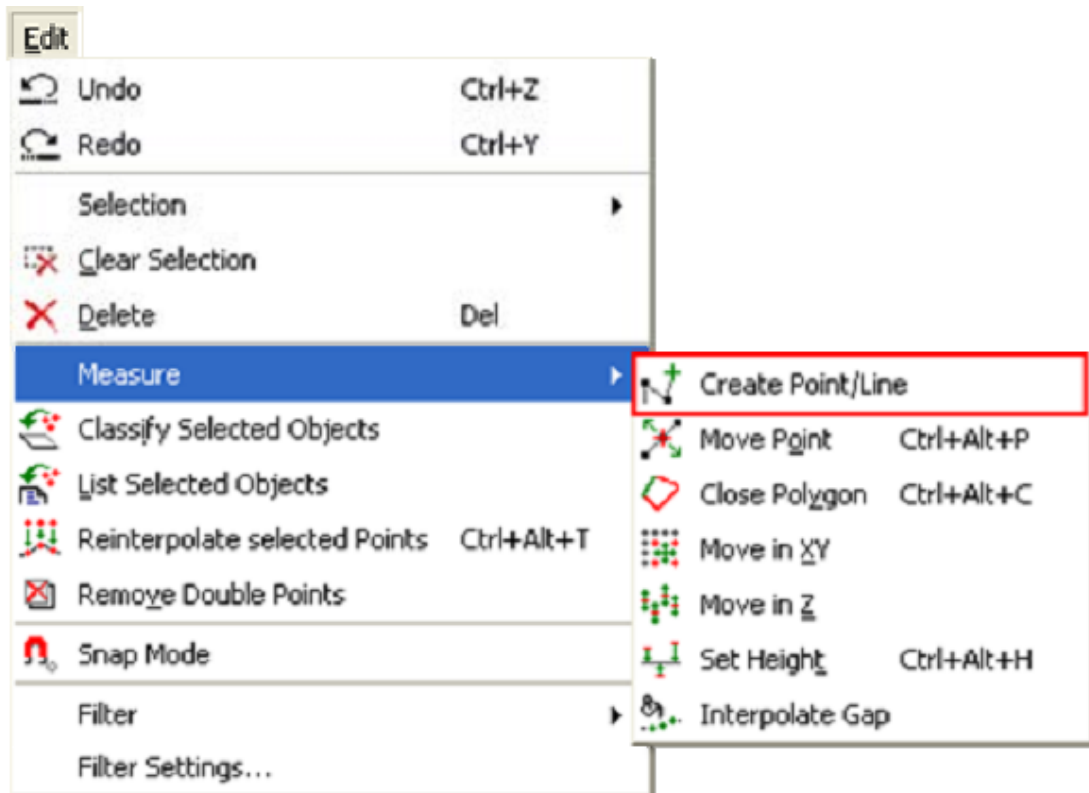 Edit
Undo Ctrl+Z
Redo Ctrl+Y
Selection
Clear Selection
Delete Del
Measure
Classify Selected Objects
List Selected Objects
Reinterpolate selected Points Ctrl+Alt+T
Remove Double Points
Snap Mode
Filter
Filter Settings...
Create Point/Line
Move Point Ctrl+Alt+P
Close Polygon Ctrl+Alt+C
Move in XY
Move in Z
Set Height Ctrl+Alt+H
Interpolate Gap